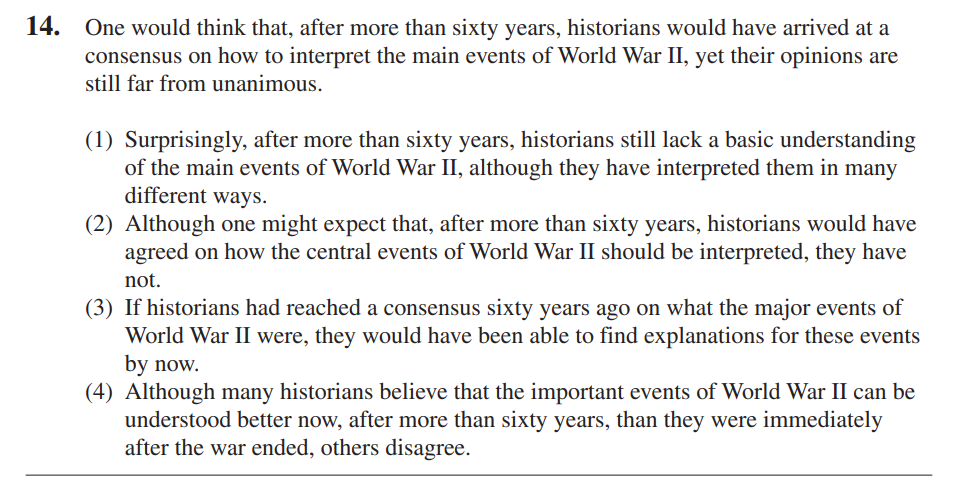 14. One would think that, after more than sixty years, historians would have arrived at a
consensus on how to interpret the main events of World War II, yet their opinions are
still far from unanimous.
(1) Surprisingly, after more than sixty years, historians still lack a basic understanding
of the main events of World War II, although they have interpreted them in many
different ways.
(2) Although one might expect that, after more than sixty years, historians would have
agreed on how the central events of World War II should be interpreted, they have
not.
(3) If historians had reached a consensus sixty years ago on what the major events of
World War II were, they would have been able to find explanations for these events
by now.
(4) Although many historians believe that the important events of World War II can be
understood better now, after more than sixty years, than they were immediately
after the war ended, others disagree.